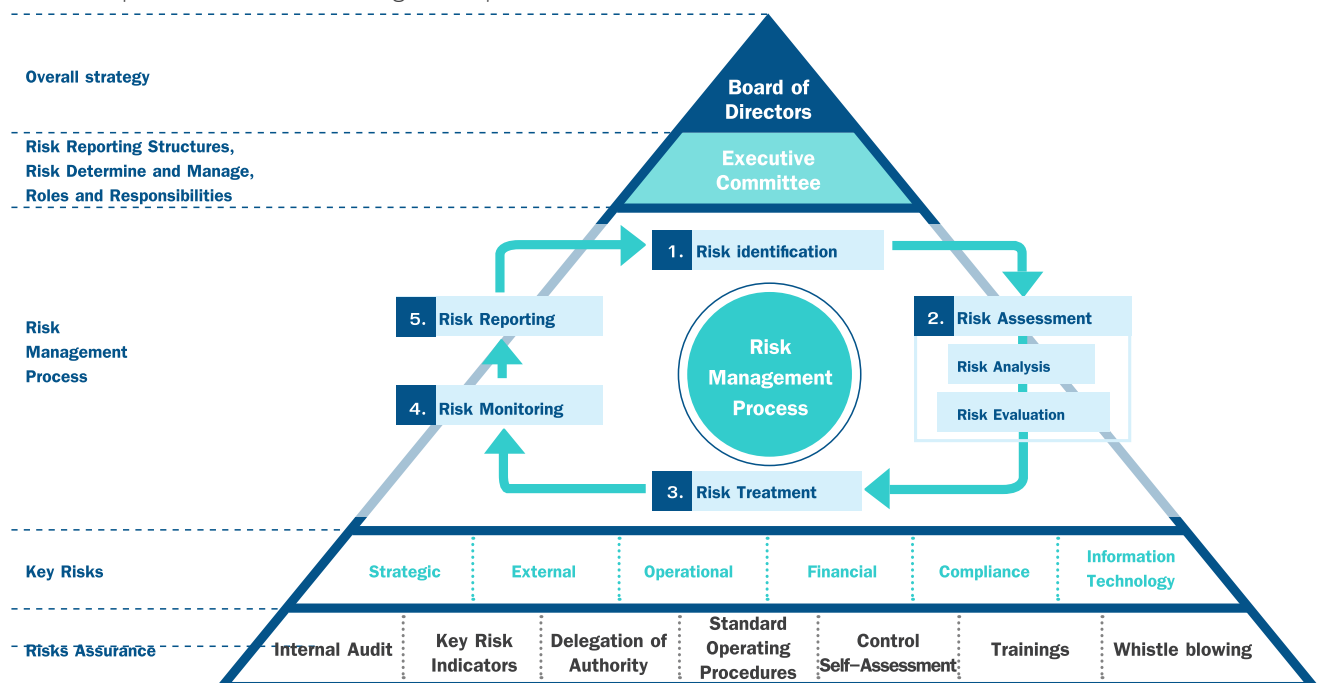 Overall strategy
Board of
Directors
Risk Reporting Structures,
Risk Determine and Manage,
Roles and Responsibilities
Executive
Committee
Risk
Management
Process
1. Risk identification
2. Risk Assessment
Risk Analysis
Risk Evaluation
3. Risk Treatment
4. Risk Monitoring
5. Risk Reporting
Risk
Management
Process
Key Risks
Strategic
External
Operational
Financial
Compliance
Information
Technology
Risks Assurance
Internal Audit
Key Risk
Indicators
Delegation of
Authority
Standard
Operating
Procedures
Control
Self-Assessment
Trainings
Whistle blowing